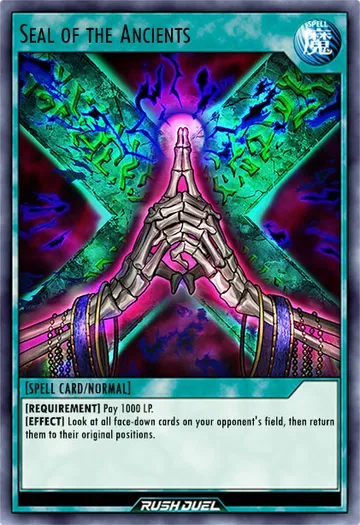 SEAL OF THE ANCIENTS
SPELL
魔
[SPELL CARD/NORMAL]
[REQUIREMENT] Pay 1000 LP.
[EFFECT] Look at all face-down cards on your opponent's field, then return
them to their original positions.
RUSH DUEL